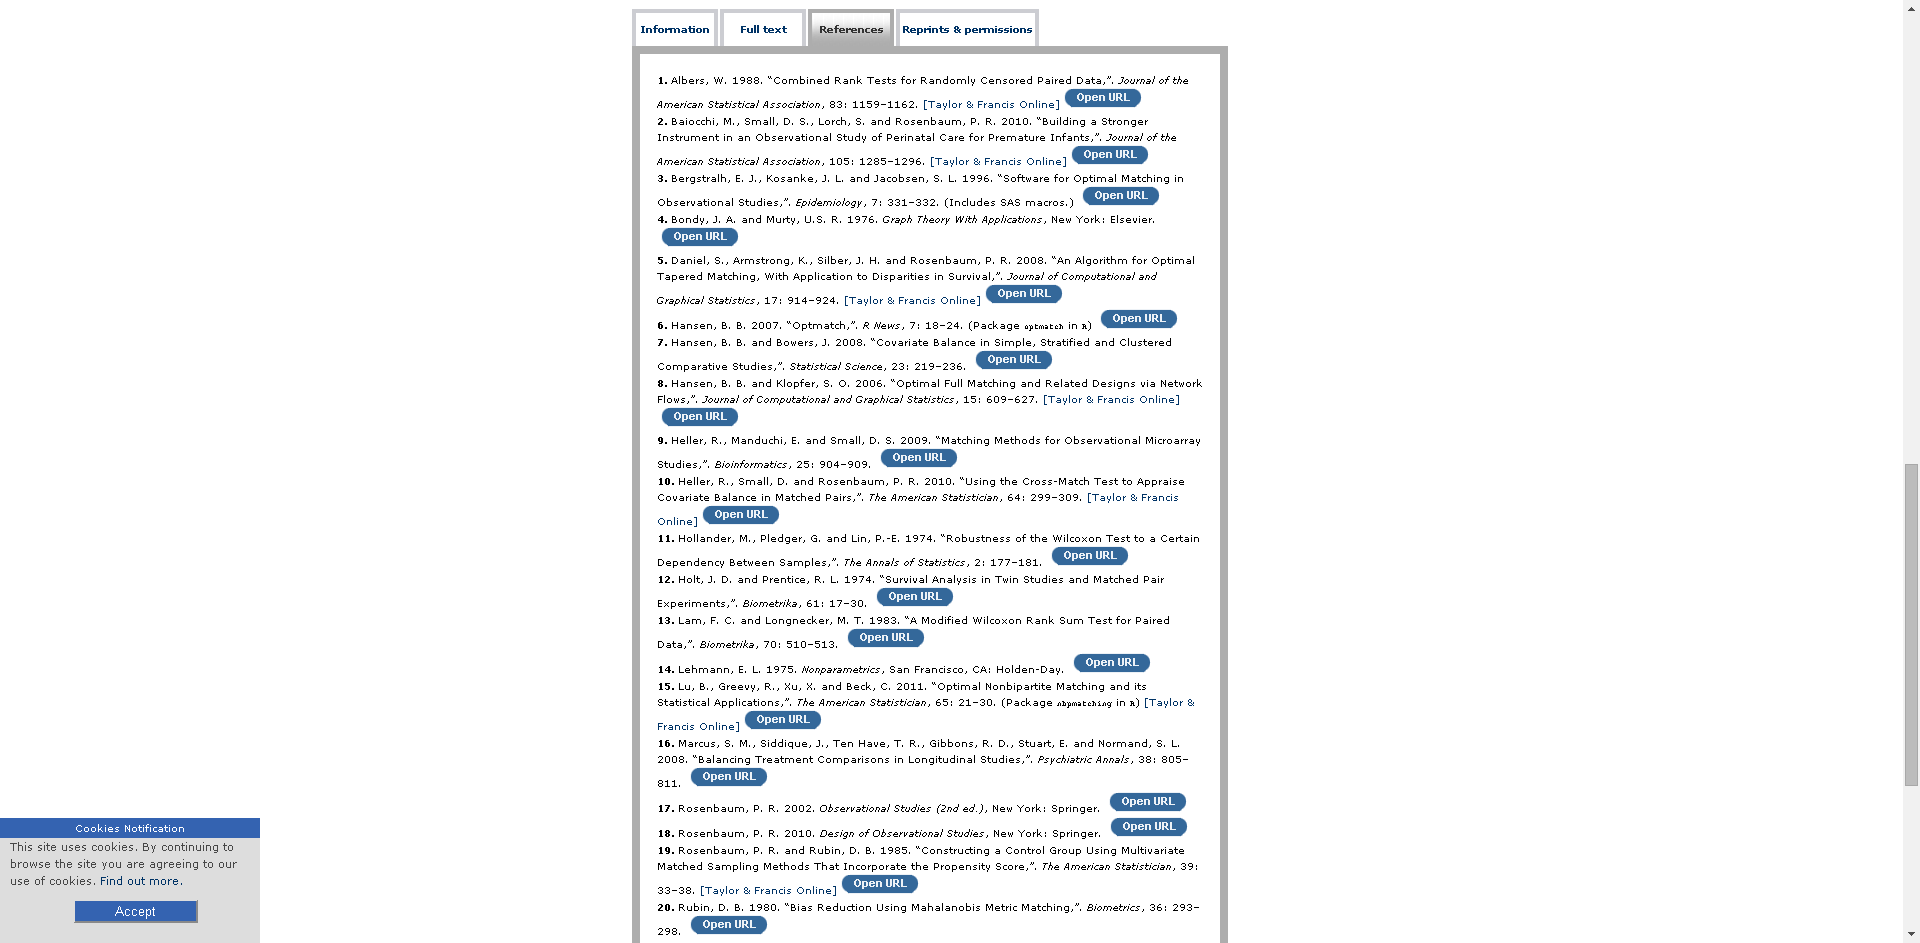 Information Full text References Reprints & permissions
1. Albers, W. 1988. “Combined Rank Tests for Randomly Censored Paired Data,”. Journal of the
American Statistical Association, 83: 1159–1162. [Taylor & Francis Online] Open URL
2. Baiocchi, M., Small, D. S., Lorch, S. and Rosenbaum, P. R. 2010. “Building a Stronger
Instrument in an Observational Study of Perinatal Care for Premature Infants,”. Journal of the
American Statistical Association, 105: 1285–1296. [Taylor & Francis Online] Open URL
3. Bergstralh, E. J., Kosanke, J. L. and Jacobsen, S. L. 1996. “Software for Optimal Matching in
Observational Studies,”. Epidemiology, 7: 331–332. (Includes SAS macros.) Open URL
4. Bondy, J. A. and Murty, U.S. R. 1976. Graph Theory With Applications, New York: Elsevier.
Open URL
5. Daniel, S., Armstrong, K., Silber, J. H. and Rosenbaum, P. R. 2008. “An Algorithm for Optimal
Tapered Matching, With Application to Disparities in Survival,”. Journal of Computational and
Graphical Statistics, 17: 914–924. [Taylor & Francis Online] Open URL
6. Hansen, B. B. 2007. “Optmatch,”. R News, 7: 18–24. (Package optmatch in R) Open URL
7. Hansen, B. B. and Bowers, J. 2008. “Covariate Balance in Simple, Stratified and Clustered
Comparative Studies,”. Statistical Science, 23: 219–236. Open URL
8. Hansen, B. B. and Klopfer, S. O. 2006. “Optimal Full Matching and Related Designs via Network
Flows,”. Journal of Computational and Graphical Statistics, 15: 609–627. [Taylor & Francis Online]
Open URL
9. Heller, R., Manduchi, E. and Small, D. S. 2009. “Matching Methods for Observational Microarray
Studies,”. Bioinformatics, 25: 904–909. Open URL
10. Heller, R., Small, D. and Rosenbaum, P. R. 2010. “Using the Cross-Match Test to Appraise
Covariate Balance in Matched Pairs,”. The American Statistician, 64: 299–309. [Taylor & Francis
Online] Open URL
11. Hollander, M., Pledger, G. and Lin, P.-E. 1974. “Robustness of the Wilcoxon Test to a Certain
Dependency Between Samples,”. The Annals of Statistics, 2: 177–181. Open URL
12. Holt, J. D. and Prentice, R. L. 1974. “Survival Analysis in Twin Studies and Matched Pair
Experiments,”. Biometrika, 61: 17–30. Open URL
13. Lam, F. C. and Longnecker, M. T. 1983. “A Modified Wilcoxon Rank Sum Test for Paired
Data,”. Biometrika, 70: 510–513. Open URL
14. Lehmann, E. L. 1975. Nonparametrics, San Francisco, CA: Holden-Day. Open URL
15. Lu, B., Greevy, R., Xu, X. and Beck, C. 2011. “Optimal Nonbipartite Matching and its
Statistical Applications,”. The American Statistician, 65: 21–30. (Package nbpmatching in R) [Taylor &
Francis Online] Open URL
16. Marcus, S. M., Siddique, J., Ten Have, T. R., Gibbons, R. D., Stuart, E. and Normand, S. L.
2008. “Balancing Treatment Comparisons in Longitudinal Studies,”. Psychiatric Annals, 38: 805–
811. Open URL
17. Rosenbaum, P. R. 2002. Observational Studies (2nd ed.), New York: Springer. Open URL
18. Rosenbaum, P. R. 2010. Design of Observational Studies, New York: Springer. Open URL
19. Rosenbaum, P. R. and Rubin, D. B. 1985. “Constructing a Control Group Using Multivariate
Matched Sampling Methods That Incorporate the Propensity Score,”. The American Statistician, 39:
33–38. [Taylor & Francis Online] Open URL
20. Rubin, D. B. 1980. “Bias Reduction Using Mahalanobis Metric Matching,”. Biometrics, 36: 293–
298. Open URL
Cookies Notification
This site uses cookies. By continuing to
browse the site you are agreeing to our
use of cookies. Find out more.
Accept